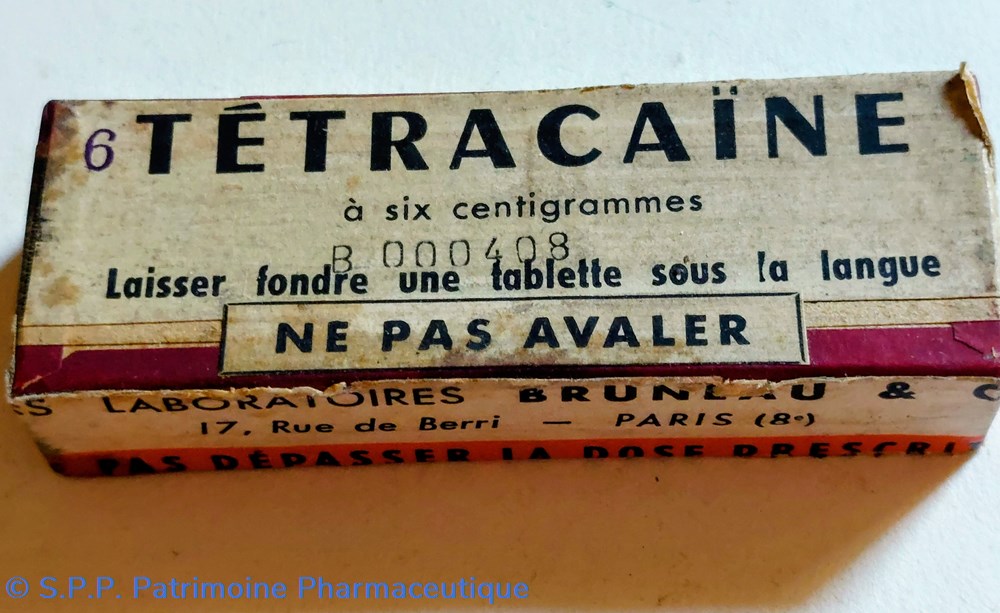 6 TÉTRACAÏNE
à six centigrammes
B 000408
Laisser fondre une tablette sous la langue
NE PAS AVALER
ES LABORATOIRES BRUNEAU & C
17, Rue de Berri — PARIS (8e)
PAS DÉPASSER LA DOSE PRESCRI
© S.P.P. Patrimoine Pharmaceutique